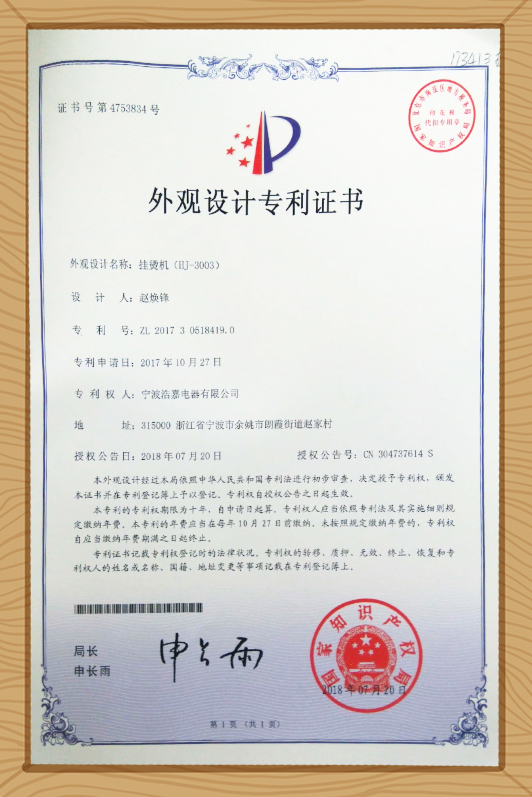 证书号第4753834号
外观设计专利证书
外观设计名称：挂烫机（HJ-3003）
设 计 人：赵焕锋
专 利 号：ZL 2017 3 0518419.0
专利申请日：2017年10月27日
专 利 权 人：宁波浩嘉电器有限公司
地 址：315000 浙江省宁波市余姚市朗霞街道赵家村
授权公告日：2018年07月20日 授权公告号：CN 304737614 S
本外观设计经过本局依照中华人民共和国专利法进行初步审查，决定授予专利权，颁发
本证书并在专利登记簿上予以登记。专利权自授权公告之日起生效。
本专利的专利权期限为十年，自申请日起算。专利权人应当依照专利法及其实施细则规
定缴纳年费。本专利的年费应当在每年10月27日前缴纳。未按照规定缴纳年费的，专利权
自应当缴纳年费期满之日起终止。
专利证书记载专利权登记时的法律状况。专利权的转移、质押、无效、终止、恢复和专
利权人的姓名或名称、国籍、地址变更等事项记载在专利登记簿上。
局长
申长雨
申长雨
国家知识产权局
2018年07月20日
第1页（共1页）